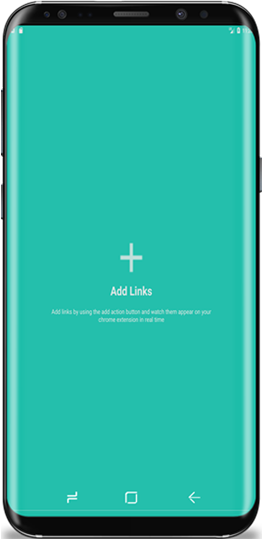 Add Links
Add links by using the add action button and watch them appear on your
chrome extension in real time